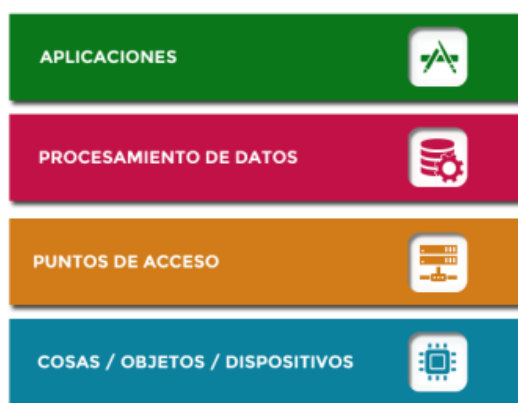 APLICACIONES
PROCESAMIENTO DE DATOS
PUNTOS DE ACCESO
COSAS / OBJETOS / DISPOSITIVOS